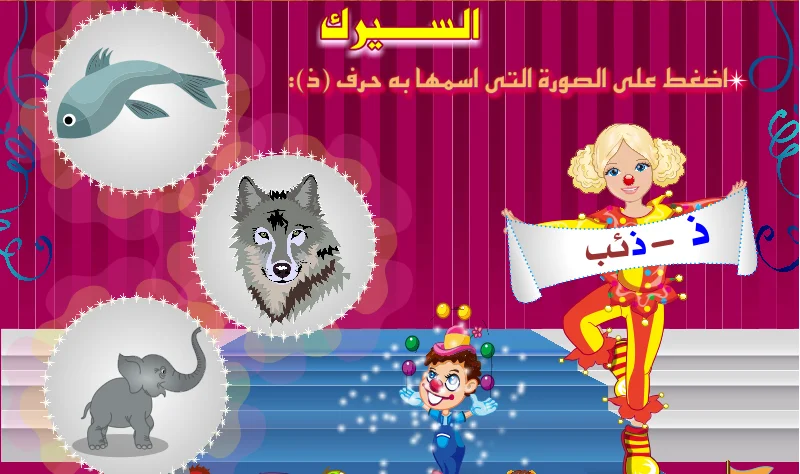 السيرك
*اضغط على الصورة التى اسمها به حرف (ذ):
ذ - ذئب